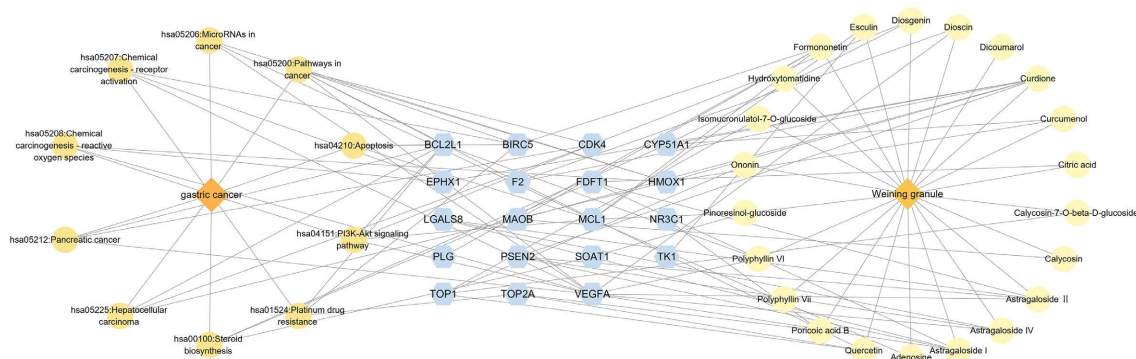 hsa05206:MicroRNAs in
cancer
hsa05207:Chemical
carcinogenesis - receptor
activation
hsa05200:Pathways in
cancer
hsa05208:Chemical
carcinogenesis - reactive
oxygen species
hsa04210:Apoptosis
gastric cancer
hsa05212:Pancreatic cancer
hsa04151:PI3K-Akt signaling
pathway
hsa05225:Hepatocellular
carcinoma
hsa01524:Platinum drug
resistance
hsa00100:Steroid
biosynthesis
BCL2L1
BIRC5
CDK4
CYP51A1
EPHX1
F2
FDFT1
HMOX1
LGALS8
MAOB
MCL1
NR3C1
PLG
PSEN2
SOAT1
TK1
TOP1
TOP2A
VEGFA
Diosgenin
Esculin
Dioscin
Formononetin
Dicoumarol
Hydroxytomatidine
Curdione
Isomucronulatol-7-O-glucoside
Curcumenol
Ononin
Citric acid
Weining granule
Pinoresinol-glucoside
Calycosin-7-O-beta-D-glucoside
Polyphyllin VI
Calycosin
Polyphyllin Vii
Astragaloside II
Poricoic acid B
Astragaloside IV
Quercetin
Adenosine
Astragaloside I